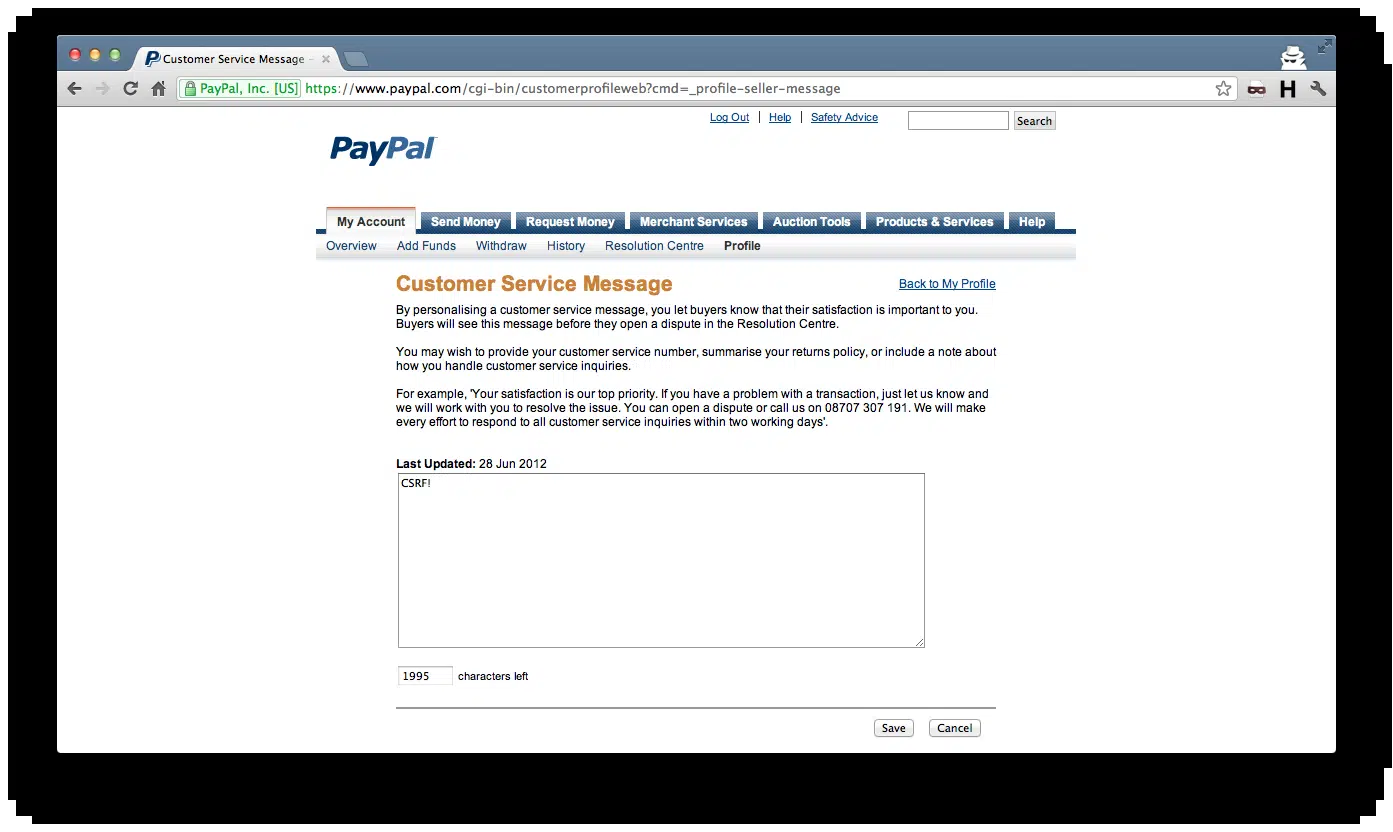 Customer Service Message -
PayPal, Inc. [US] https://www.paypal.com/cgi-bin/customerprofileweb?cmd=_profile-seller-message
H
Log Out | Help | Safety Advice Search
PayPal
My Account Send Money Request Money Merchant Services Auction Tools Products & Services Help
Overview Add Funds Withdraw History Resolution Centre Profile
Customer Service Message Back to My Profile
By personalising a customer service message, you let buyers know that their satisfaction is important to you.
Buyers will see this message before they open a dispute in the Resolution Centre.
You may wish to provide your customer service number, summarise your returns policy, or include a note about
how you handle customer service inquiries.
For example, 'Your satisfaction is our top priority. If you have a problem with a transaction, just let us know and
we will work with you to resolve the issue. You can open a dispute or call us on 08707 307 191. We will make
every effort to respond to all customer service inquiries within two working days'.
Last Updated: 28 Jun 2012
CSRF!
1995 characters left
Save Cancel